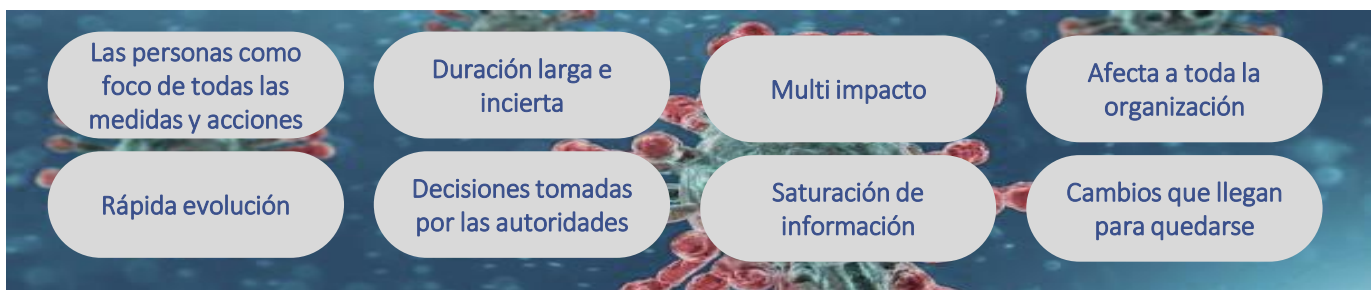 Las personas como
foco de todas las
medidas y acciones
Duración larga e
incierta
Multi impacto
Afecta a toda la
organización
Rápida evolución
Decisiones tomadas
por las autoridades
Saturación de
información
Cambios que llegan
para quedarse